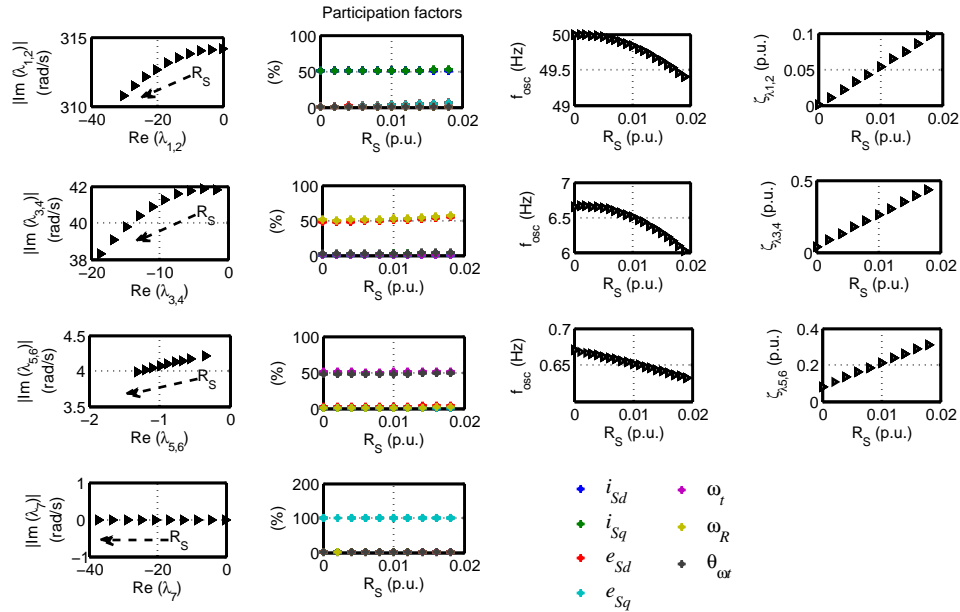 Participation factors
315
310
−40
−20
0
|Im (λ1,2)|
(rad/s)
Re (λ1,2)
RS
100
50
0
0
0.01
0.02
(%)
RS (p.u.)
50
49.5
49
0
0.01
0.02
fosc (Hz)
RS (p.u.)
0.1
0.05
0
0
0.01
0.02
ζλ1,2 (p.u.)
RS (p.u.)
42
40
38
−20
−10
0
|Im (λ3,4)|
(rad/s)
Re (λ3,4)
RS
100
50
0
0
0.01
0.02
(%)
RS (p.u.)
7
6.5
6
0
0.01
0.02
fosc (Hz)
RS (p.u.)
0.5
0
0
0.01
0.02
ζλ3,4 (p.u.)
RS (p.u.)
4.5
4
3.5
−2
−1
0
|Im (λ5,6)|
(rad/s)
Re (λ5,6)
RS
100
50
0
0
0.01
0.02
(%)
RS (p.u.)
0.7
0.65
0.6
0
0.01
0.02
fosc (Hz)
RS (p.u.)
0.4
0.2
0
0
0.01
0.02
ζλ5,6 (p.u.)
RS (p.u.)
1
0
−1
−40
−20
0
|Im (λ7)|
(rad/s)
Re (λ7)
RS
200
100
0
0
0.01
0.02
(%)
RS (p.u.)
iSd
iSq
eSd
eSq
ωt
ωR
θωt